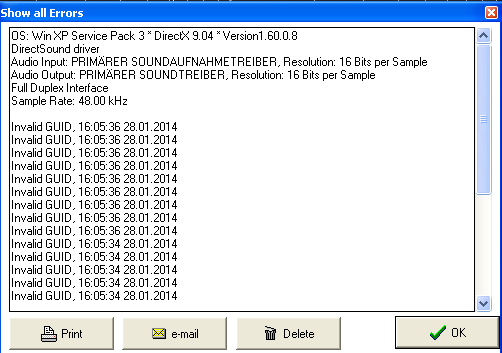 Show all Errors
OS: Win XP Service Pack 3 * DirectX 9.04 * Version1.60.0.8
DirectSound driver
Audio Input: PRIMÄRER SOUNDAUFNAHMETREIBER, Resolution: 16 Bits per Sample
Audio Output: PRIMÄRER SOUNDTREIBER, Resolution: 16 Bits per Sample
Full Duplex Interface
Sample Rate: 48.00 kHz
Invalid GUID, 16:05:36 28.01.2014
Invalid GUID, 16:05:36 28.01.2014
Invalid GUID, 16:05:36 28.01.2014
Invalid GUID, 16:05:36 28.01.2014
Invalid GUID, 16:05:36 28.01.2014
Invalid GUID, 16:05:36 28.01.2014
Invalid GUID, 16:05:36 28.01.2014
Invalid GUID, 16:05:36 28.01.2014
Invalid GUID, 16:05:34 28.01.2014
Invalid GUID, 16:05:34 28.01.2014
Invalid GUID, 16:05:34 28.01.2014
Invalid GUID, 16:05:34 28.01.2014
Invalid GUID, 16:05:34 28.01.2014
Invalid GUID, 16:05:34 28.01.2014
Print
e-mail
Delete
OK